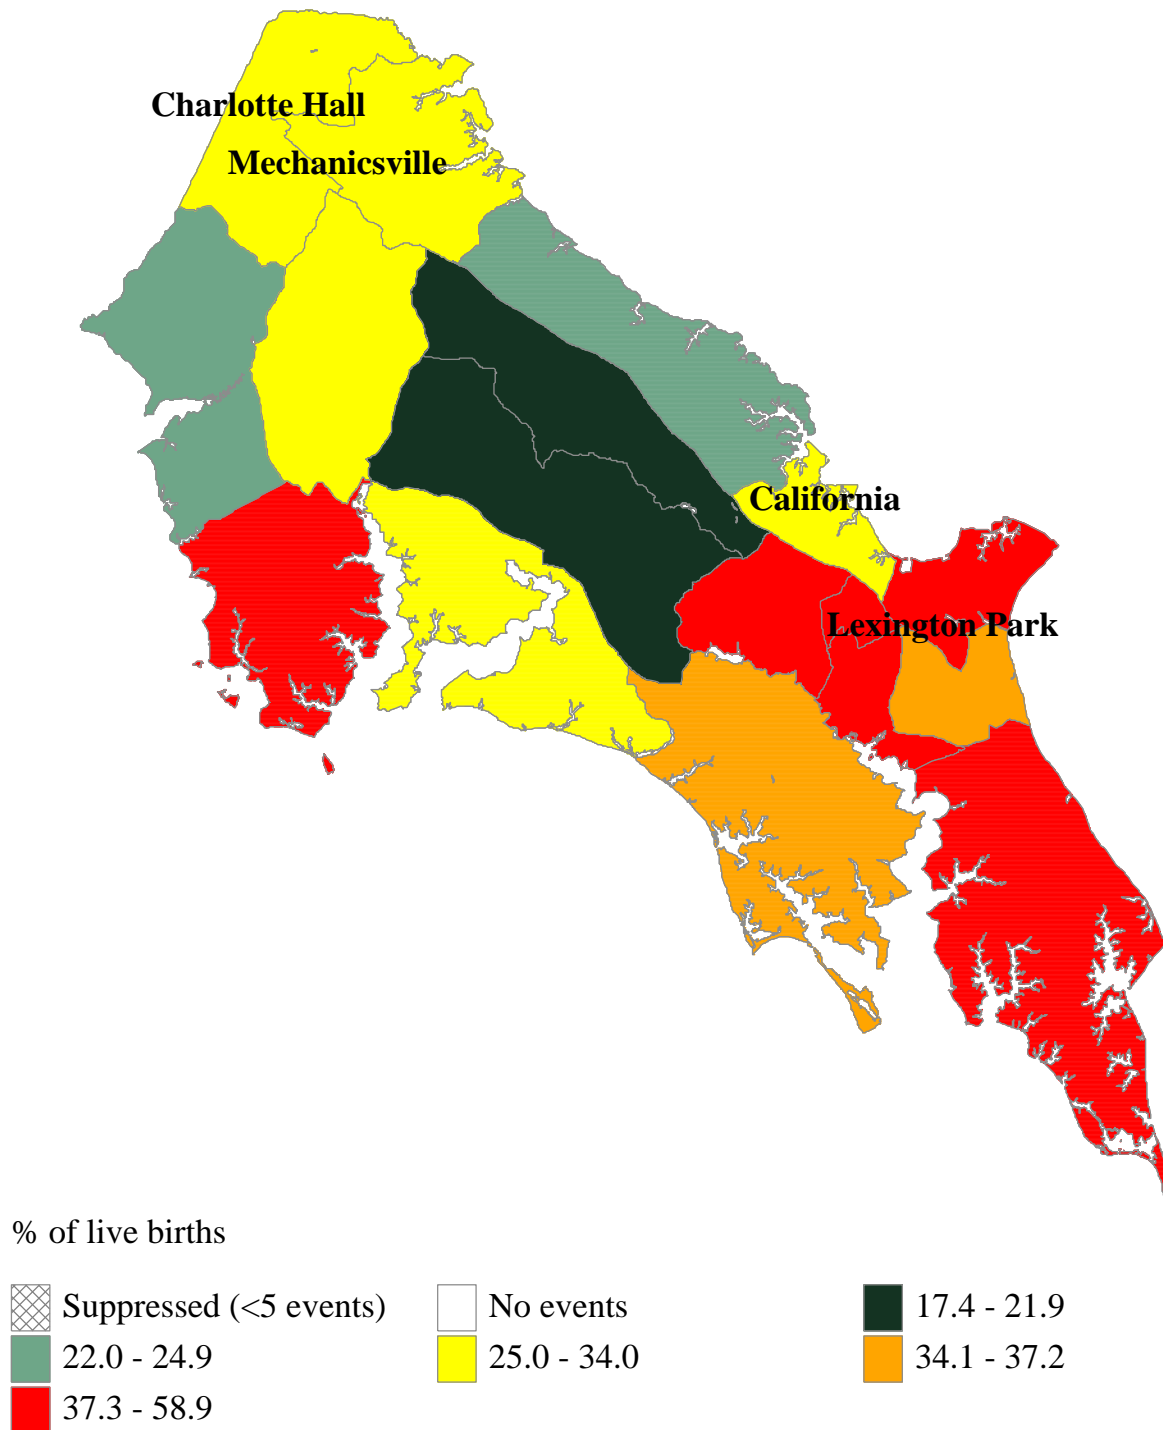 Charlotte Hall
Mechanicsville
California
Lexington Park
% of live births
Suppressed (<5 events)
No events
17.4 - 21.9
22.0 - 24.9
25.0 - 34.0
34.1 - 37.2
37.3 - 58.9